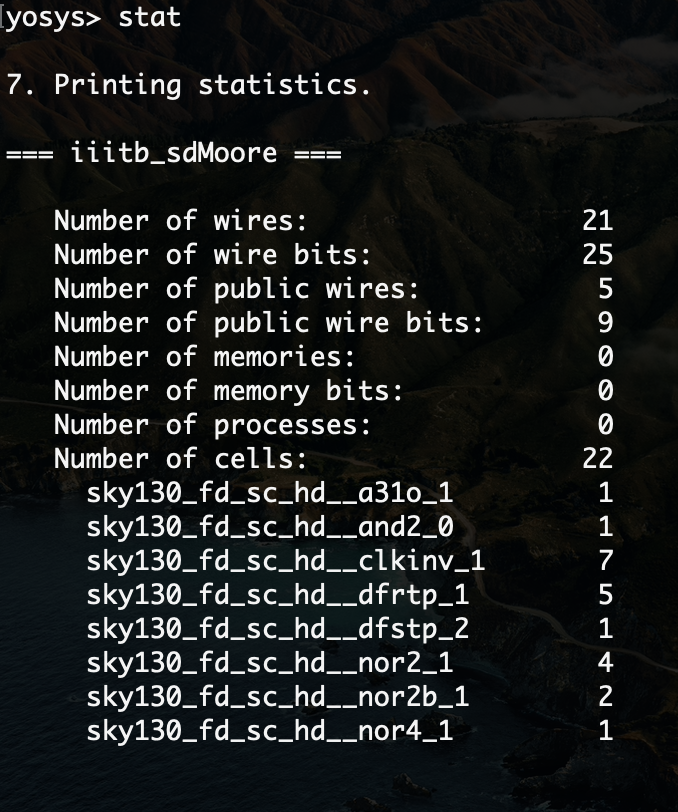 yosys> stat
7. Printing statistics.
=== iiitb_sdMoore ===
Number of wires: 21
Number of wire bits: 25
Number of public wires: 5
Number of public wire bits: 9
Number of memories: 0
Number of memory bits: 0
Number of processes: 0
Number of cells: 22
sky130_fd_sc_hd__a31o_1 1
sky130_fd_sc_hd__and2_0 1
sky130_fd_sc_hd__clkinv_1 7
sky130_fd_sc_hd__dfrtp_1 5
sky130_fd_sc_hd__dfstp_2 1
sky130_fd_sc_hd__nor2_1 4
sky130_fd_sc_hd__nor2b_1 2
sky130_fd_sc_hd__nor4_1 1